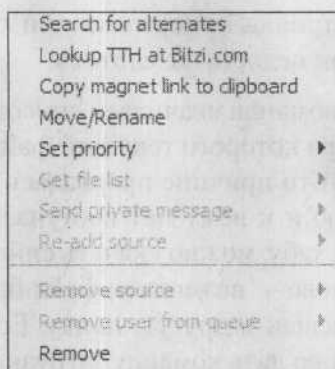 Search for alternates
Lookup TTH at Bitzi.com
Copy magnet link to clipboard
Move/Rename
Set priority
Get file list
Send private message
Re-add source
Remove source
Remove user from queue
Remove